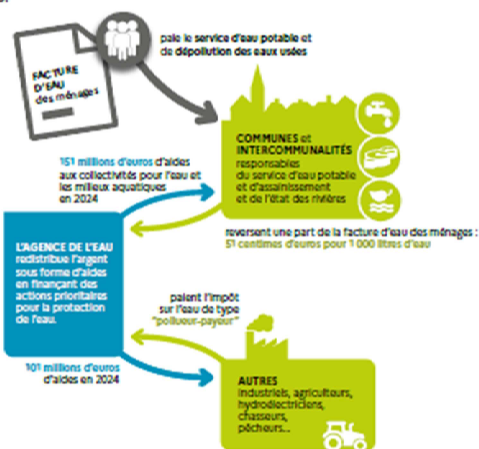 paie le service d'eau potable et
de dépollution des eaux usées
FACTURE
D'EAU
des ménages
COMMUNES et
INTERCOMMUNALITÉS
responsables
du service d'eau potable
et d'assainissement
et de l'état des rivières
151 millions d'euros d'aides
aux collectivités pour l'eau et
les milieux aquatiques
en 2024
reversent une part de la facture d'eau des ménages :
51 centimes d'euros pour 1 000 litres d'eau
L'AGENCE DE L'EAU
redistribue l'argent
sous forme d'aides
en finançant des
actions prioritaires
pour la protection
de l'eau.
paient l'impôt
sur l'eau de type
"pollueur-payeur"
101 millions d'euros
d'aides en 2024
AUTRES
industriels, agriculteurs,
hydroélectriciens,
chasseurs,
pêcheurs...